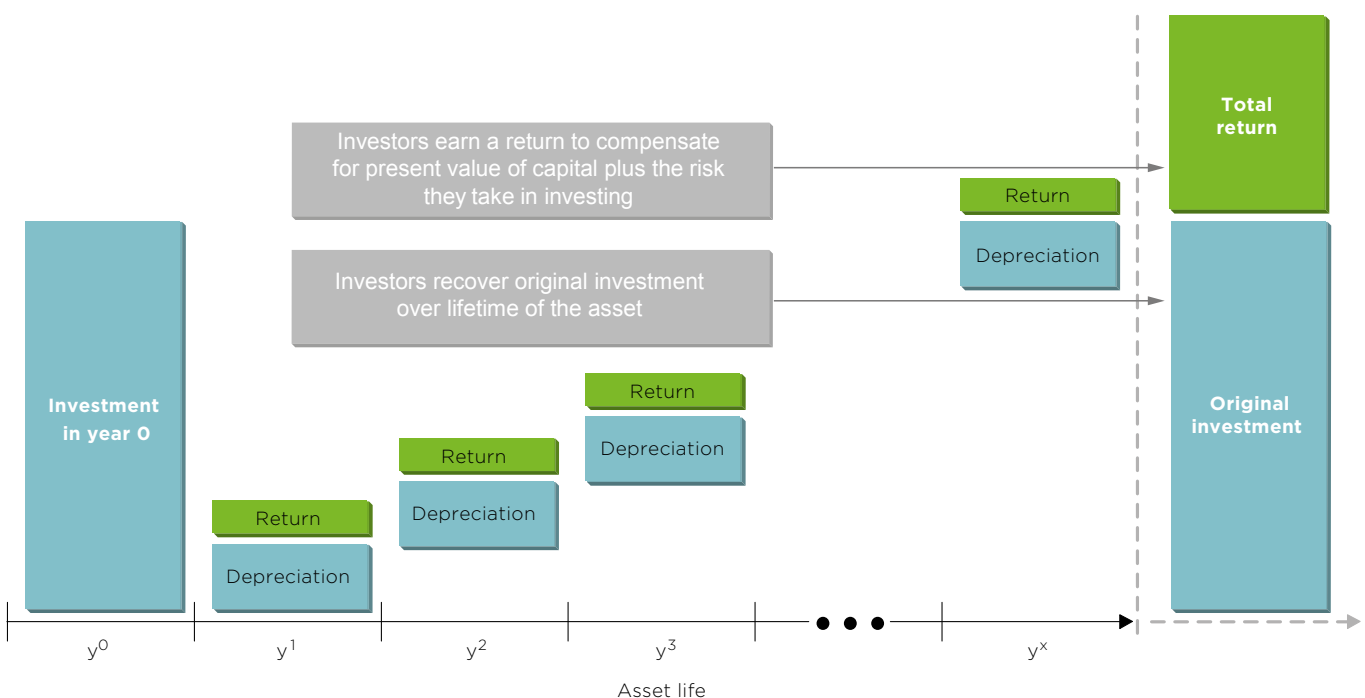 Total
return
Investors earn a return to compensate
for present value of capital plus the risk
they take in investing
Return
Depreciation
Investors recover original investment
over lifetime of the asset
Return
Investment
in year 0
Original
investment
Depreciation
Return
Depreciation
Return
Depreciation
y⁰
y¹
y²
y³
yˣ
Asset life